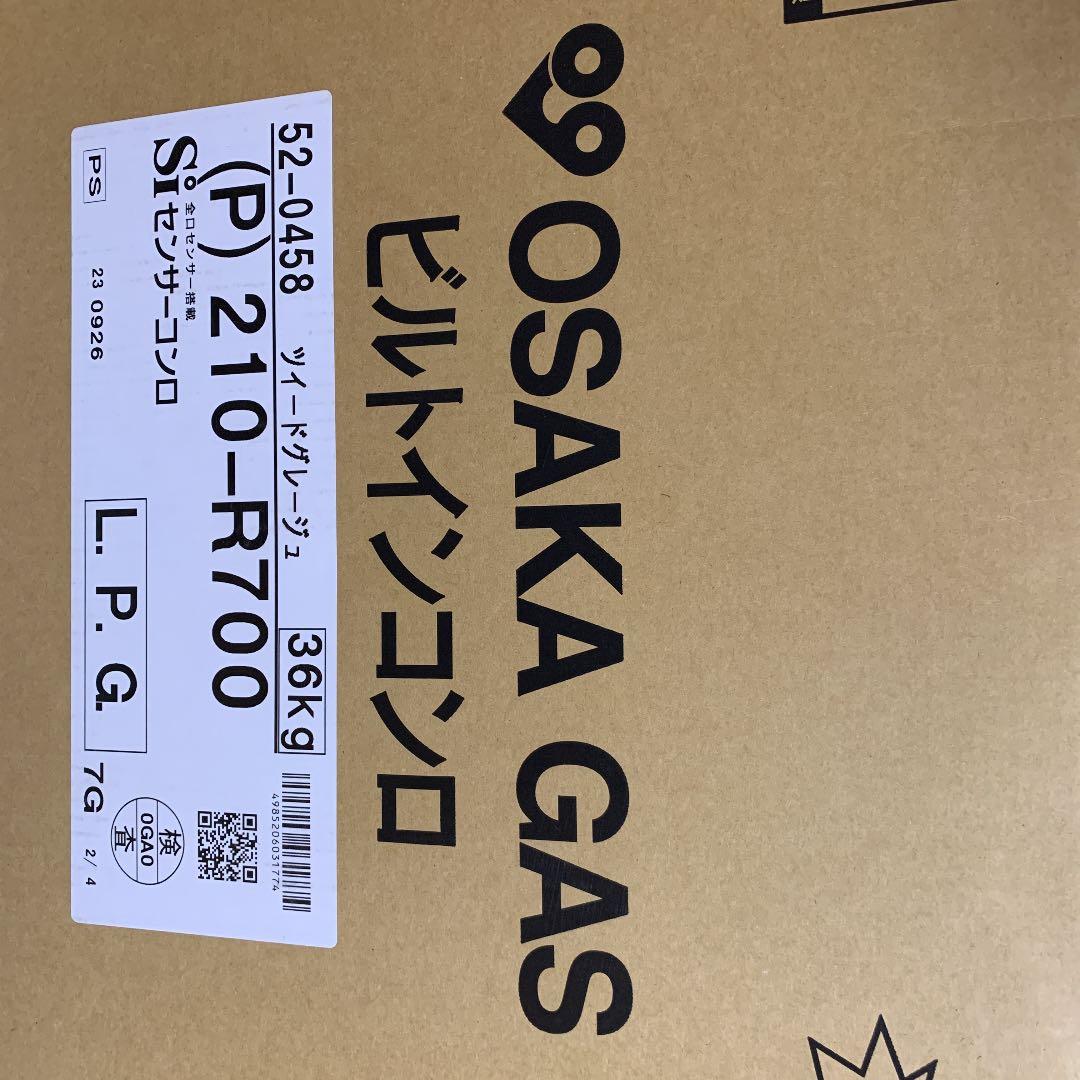 OSAKA GAS
ビルトインコンロ
52-0458 ツイードグレージュ 36kg
4985206031774
(P)210-R700
全口センサー搭載
Siセンサーコンロ
検
0GA0
査
L.P.G.
PS 23 0926 7G 2/4